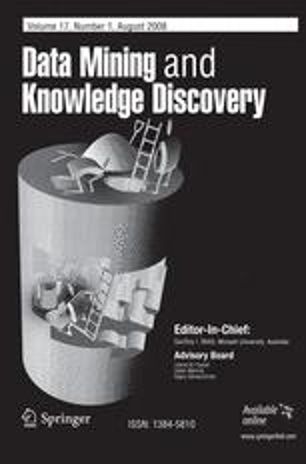 Volume 17, Number 1, August 2008
Data Mining and
Knowledge Discovery
Editor-in-Chief:
Geoffrey I. Webb, Monash University, Australia
Advisory Board
Springer
ISSN: 1384-5810
Available
online
www.springerlink.com